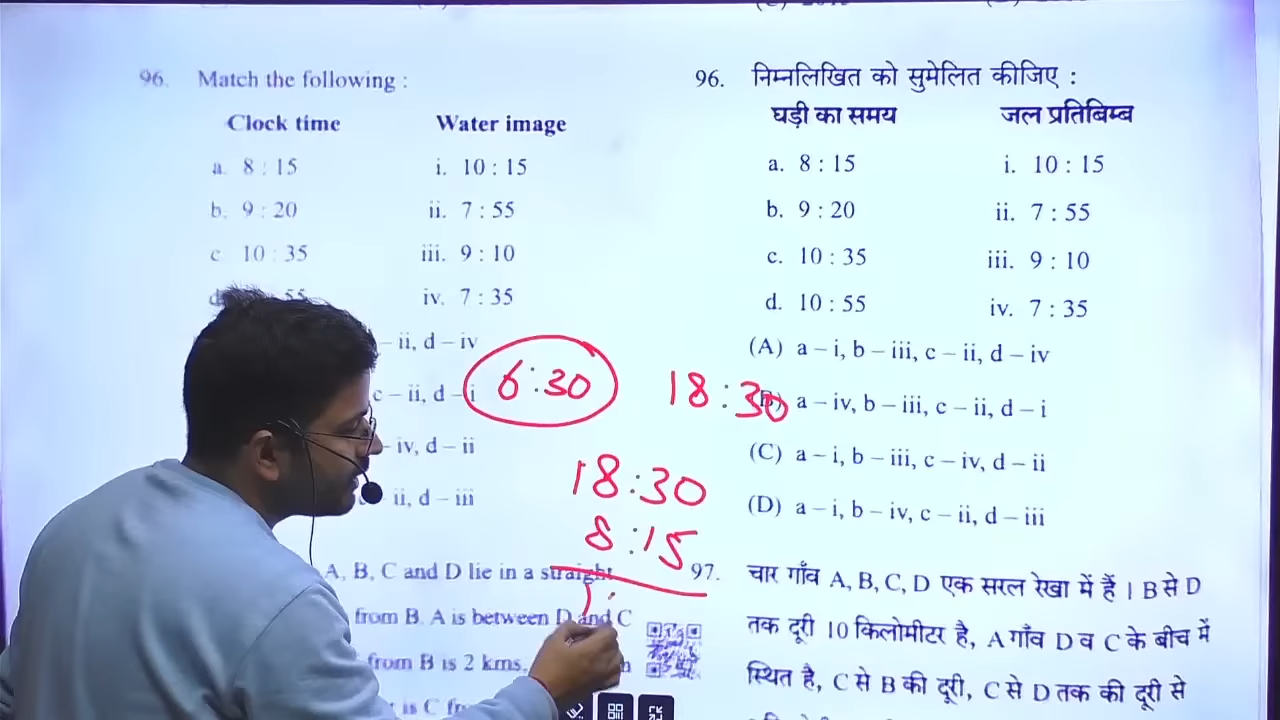 96. Match the following :
Clock time Water image
a. 8 : 15 i. 10 : 15
b. 9 : 20 ii. 7 : 55
c. 10 : 35 iii. 9 : 10
iv. 7 : 35
– ii, d – iv
c – ii, d – i
– iv, d – ii
ii, d – iii
A, B, C and D lie in a straight
from B. A is between D and C
from B is 2 kms.
is C
96. निम्नलिखित को सुमेलित कीजिए :
घड़ी का समय जल प्रतिबिम्ब
a. 8 : 15 i. 10 : 15
b. 9 : 20 ii. 7 : 55
c. 10 : 35 iii. 9 : 10
d. 10 : 55 iv. 7 : 35
(A) a – i, b – iii, c – ii, d – iv
(B) a – iv, b – iii, c – ii, d – i
(C) a – i, b – iii, c – iv, d – ii
(D) a – i, b – iv, c – ii, d – iii
6:30 18:30
18:30
8:15
97. चार गाँव A, B, C, D एक सरल रेखा में हैं । B से D
तक दूरी 10 किलोमीटर है, A गाँव D व C के बीच में
स्थित है, C से B की दूरी, C से D तक की दूरी से